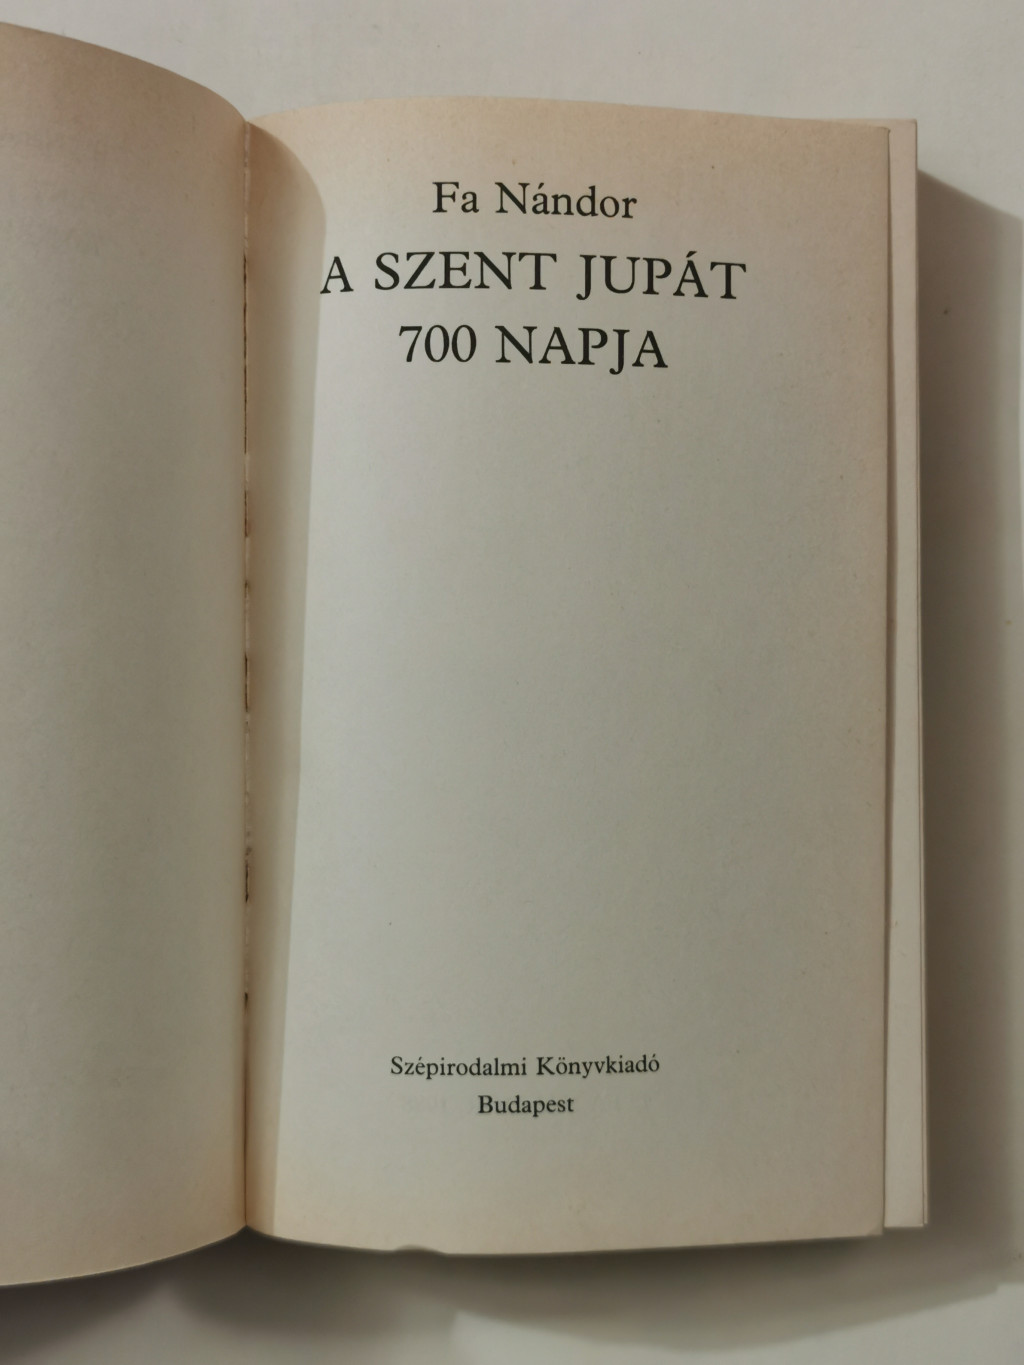 Fa Nándor
A SZENT JUPÁT
700 NAPJA
Szépirodalmi Könyvkiadó
Budapest